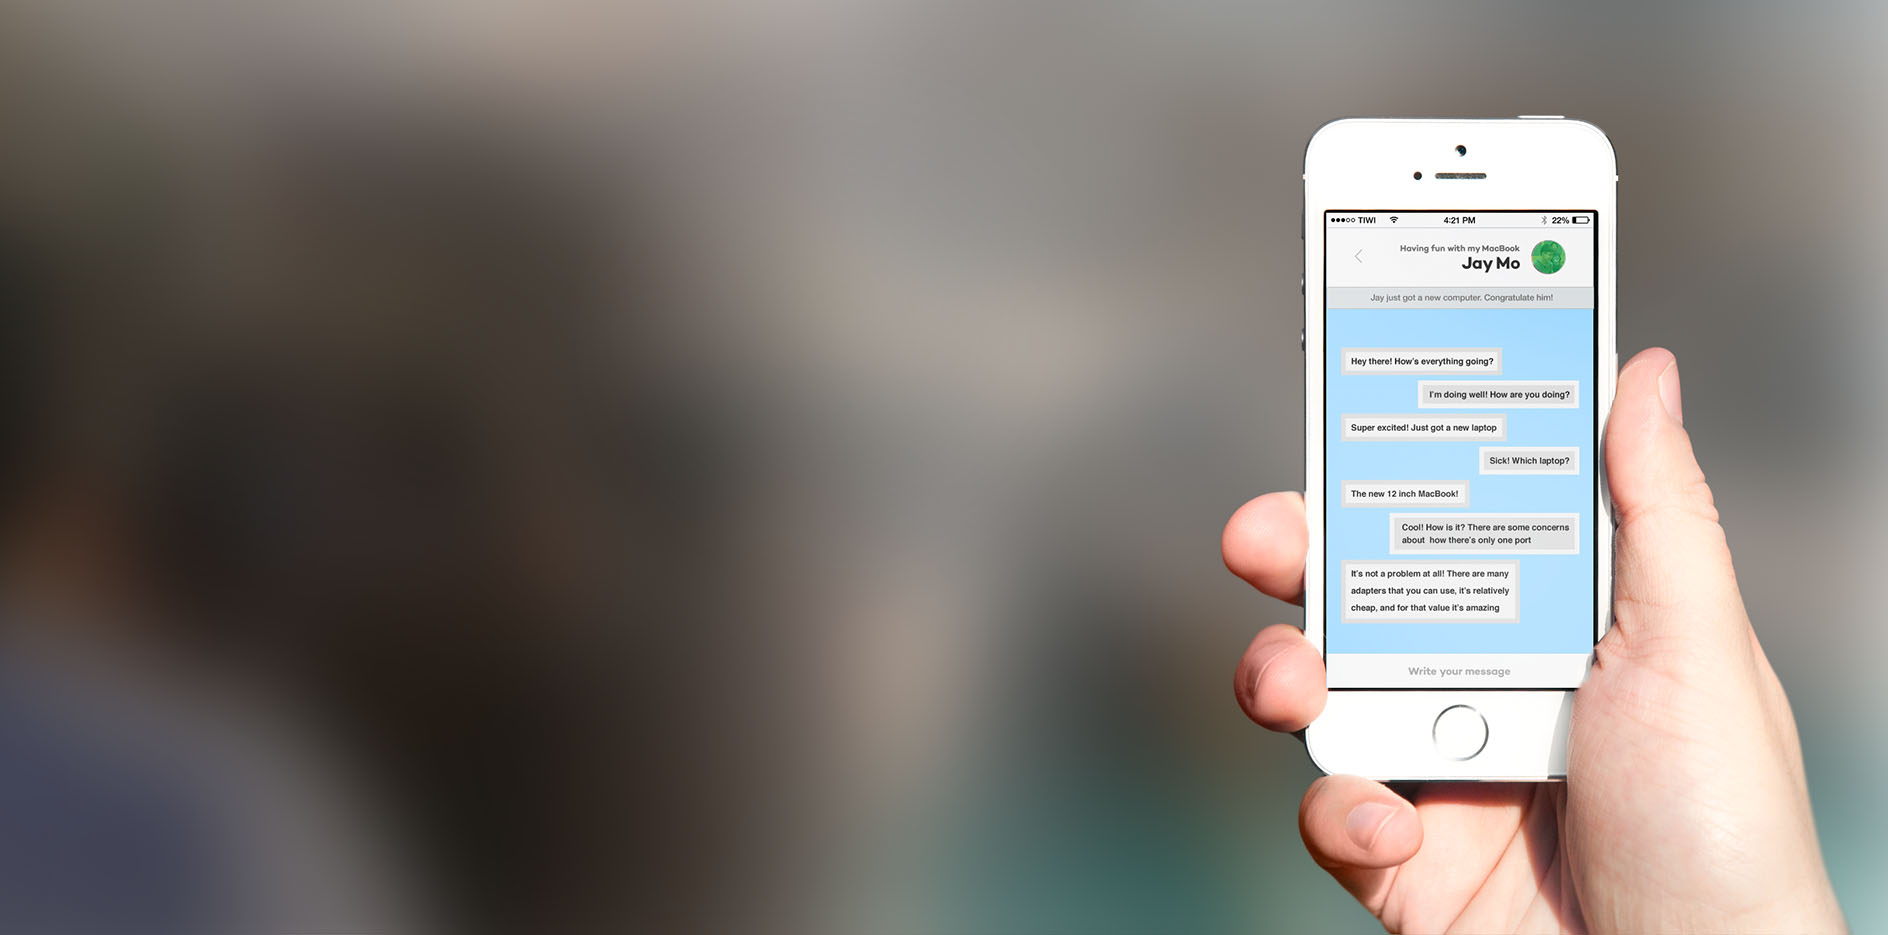 TIWI 4:21 PM 22%
Having fun with my MacBook
Jay Mo
Jay just got a new computer. Congratulate him!
Hey there! How's everything going?
I'm doing well! How are you doing?
Super excited! Just got a new laptop
Sick! Which laptop?
The new 12 inch MacBook!
Cool! How is it? There are some concerns
about how there's only one port
It's not a problem at all! There are many
adapters that you can use, it's relatively
cheap, and for that value it's amazing
Write your message